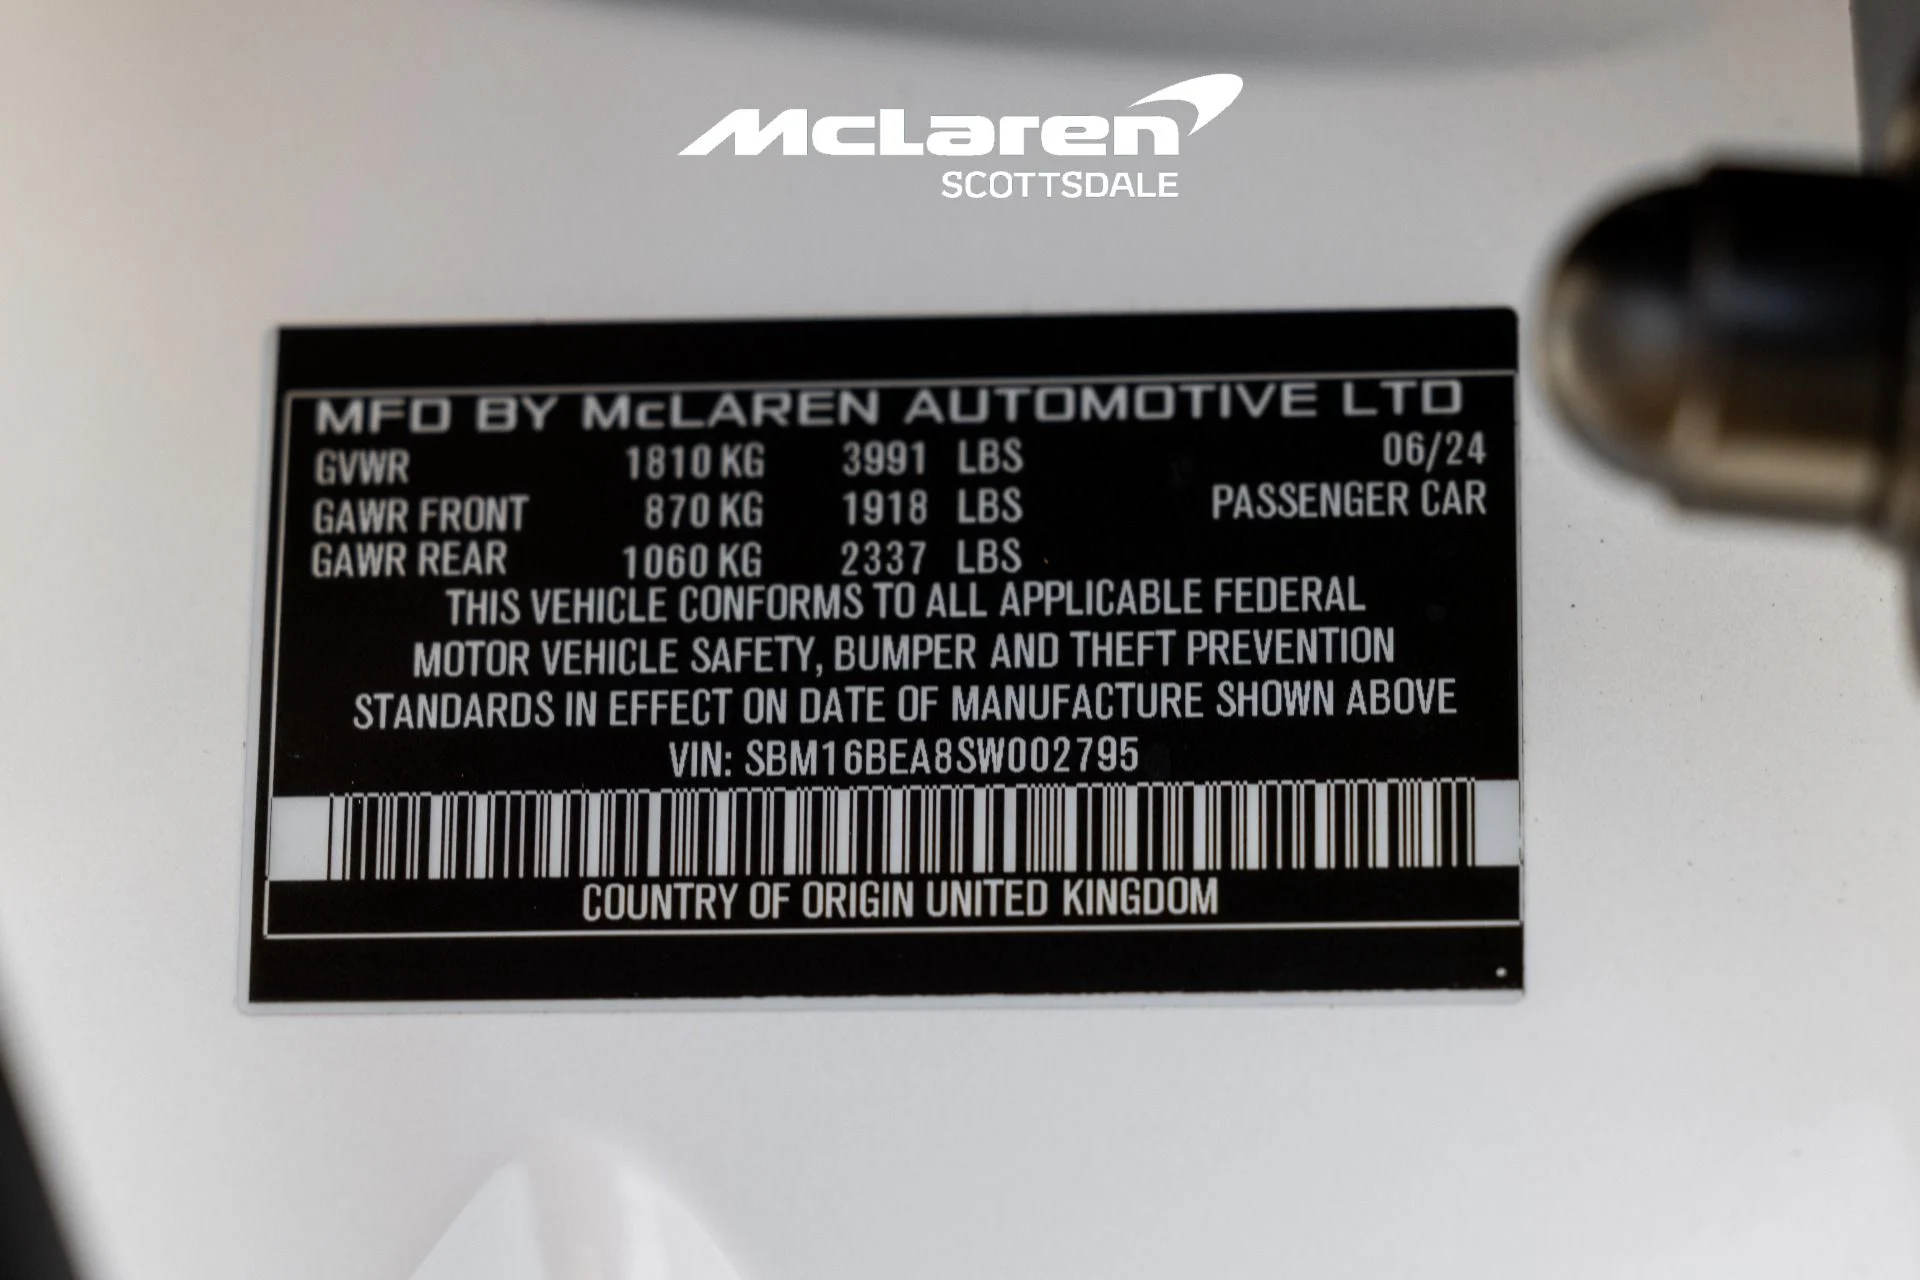 McLaren
SCOTTSDALE
MFD BY McLAREN AUTOMOTIVE LTD
GVWR 1810 KG 3991 LBS 06/24
GAWR FRONT 870 KG 1918 LBS PASSENGER CAR
GAWR REAR 1060 KG 2337 LBS
THIS VEHICLE CONFORMS TO ALL APPLICABLE FEDERAL
MOTOR VEHICLE SAFETY, BUMPER AND THEFT PREVENTION
STANDARDS IN EFFECT ON DATE OF MANUFACTURE SHOWN ABOVE
VIN: SBM16BEA8SW002795
COUNTRY OF ORIGIN UNITED KINGDOM